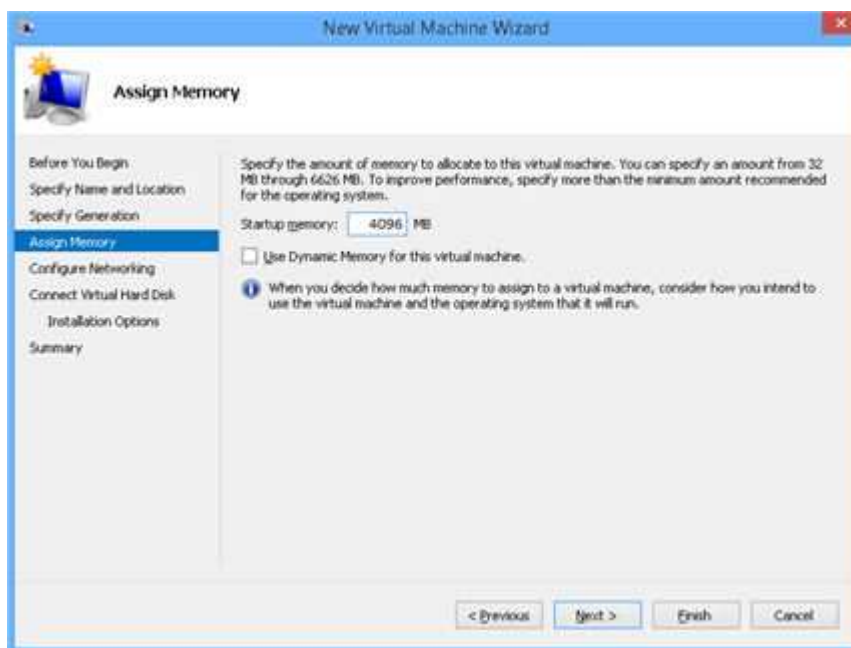 New Virtual Machine Wizard
Assign Memory
Before You Begin
Specify Name and Location
Specify Generation
Assign Memory
Configure Networking
Connect Virtual Hard Disk
Installation Options
Summary
Specify the amount of memory to allocate to this virtual machine. You can specify an amount from 32
MB through 6626 MB. To improve performance, specify more than the minimum amount recommended
for the operating system.
Startup memory: 4096 MB
Use Dynamic Memory for this virtual machine.
When you decide how much memory to assign to a virtual machine, consider how you intend to
use the virtual machine and the operating system that it will run.
< Previous Next > Finish Cancel